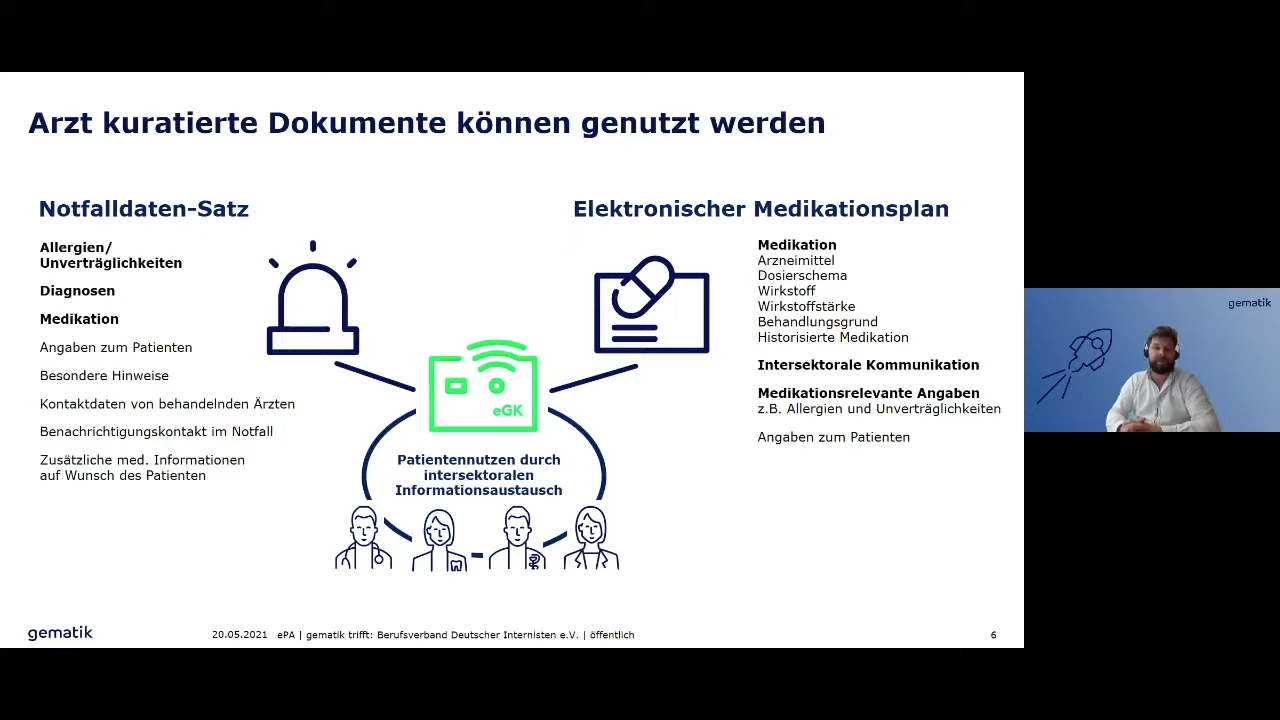 Arzt kuratierte Dokumente können genutzt werden
Notfalldaten-Satz
Allergien/
Unverträglichkeiten
Diagnosen
Medikation
Angaben zum Patienten
Besondere Hinweise
Kontaktdaten von behandelnden Ärzten
Benachrichtigungskontakt im Notfall
Zusätzliche med. Informationen
auf Wunsch des Patienten
eGK
Patientennutzen durch
intersektoralen
Informationsaustausch
Elektronischer Medikationsplan
Medikation
Arzneimittel
Dosierschema
Wirkstoff
Wirkstoffstärke
Behandlungsgrund
Historisierte Medikation
Intersektorale Kommunikation
Medikationsrelevante Angaben
z.B. Allergien und Unverträglichkeiten
Angaben zum Patienten
gematik
gematik
20.05.2021 ePA | gematik trifft: Berufsverband Deutscher Internisten e.V. | öffentlich
6